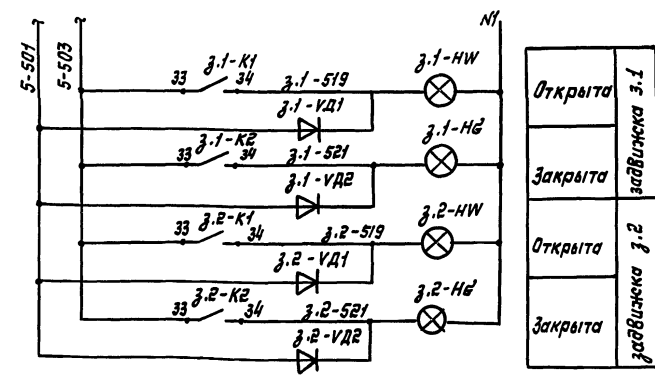 5-501
5-503
N1
з.1-К1
33 34
з.1-519
з.1-HW
з.1-VД1
з.1-К2
33 34
з.1-521
з.1-HG
з.1-VД2
з.2-К1
33 34
з.2-519
з.2-HW
з.2-VД1
з.2-К2
33 34
з.2-521
з.2-HG
з.2-VД2
Открыта
Закрыта
задвижка з.1
Открыта
Закрыта
задвижка з.2